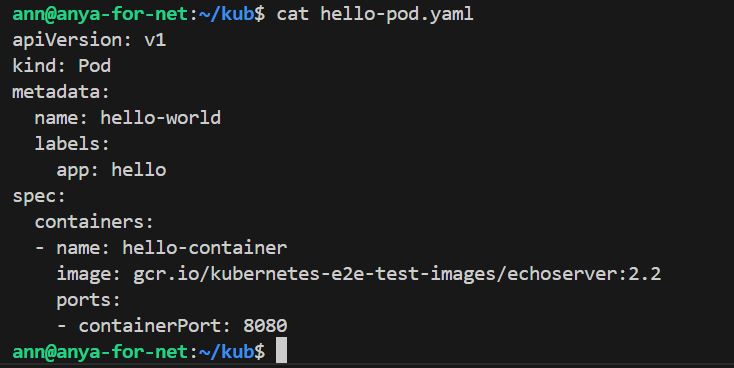 ann@anya-for-net:~/kub$ cat hello-pod.yaml
apiVersion: v1
kind: Pod
metadata:
  name: hello-world
  labels:
    app: hello
spec:
  containers:
  - name: hello-container
    image: gcr.io/kubernetes-e2e-test-images/echoserver:2.2
    ports:
    - containerPort: 8080
ann@anya-for-net:~/kub$